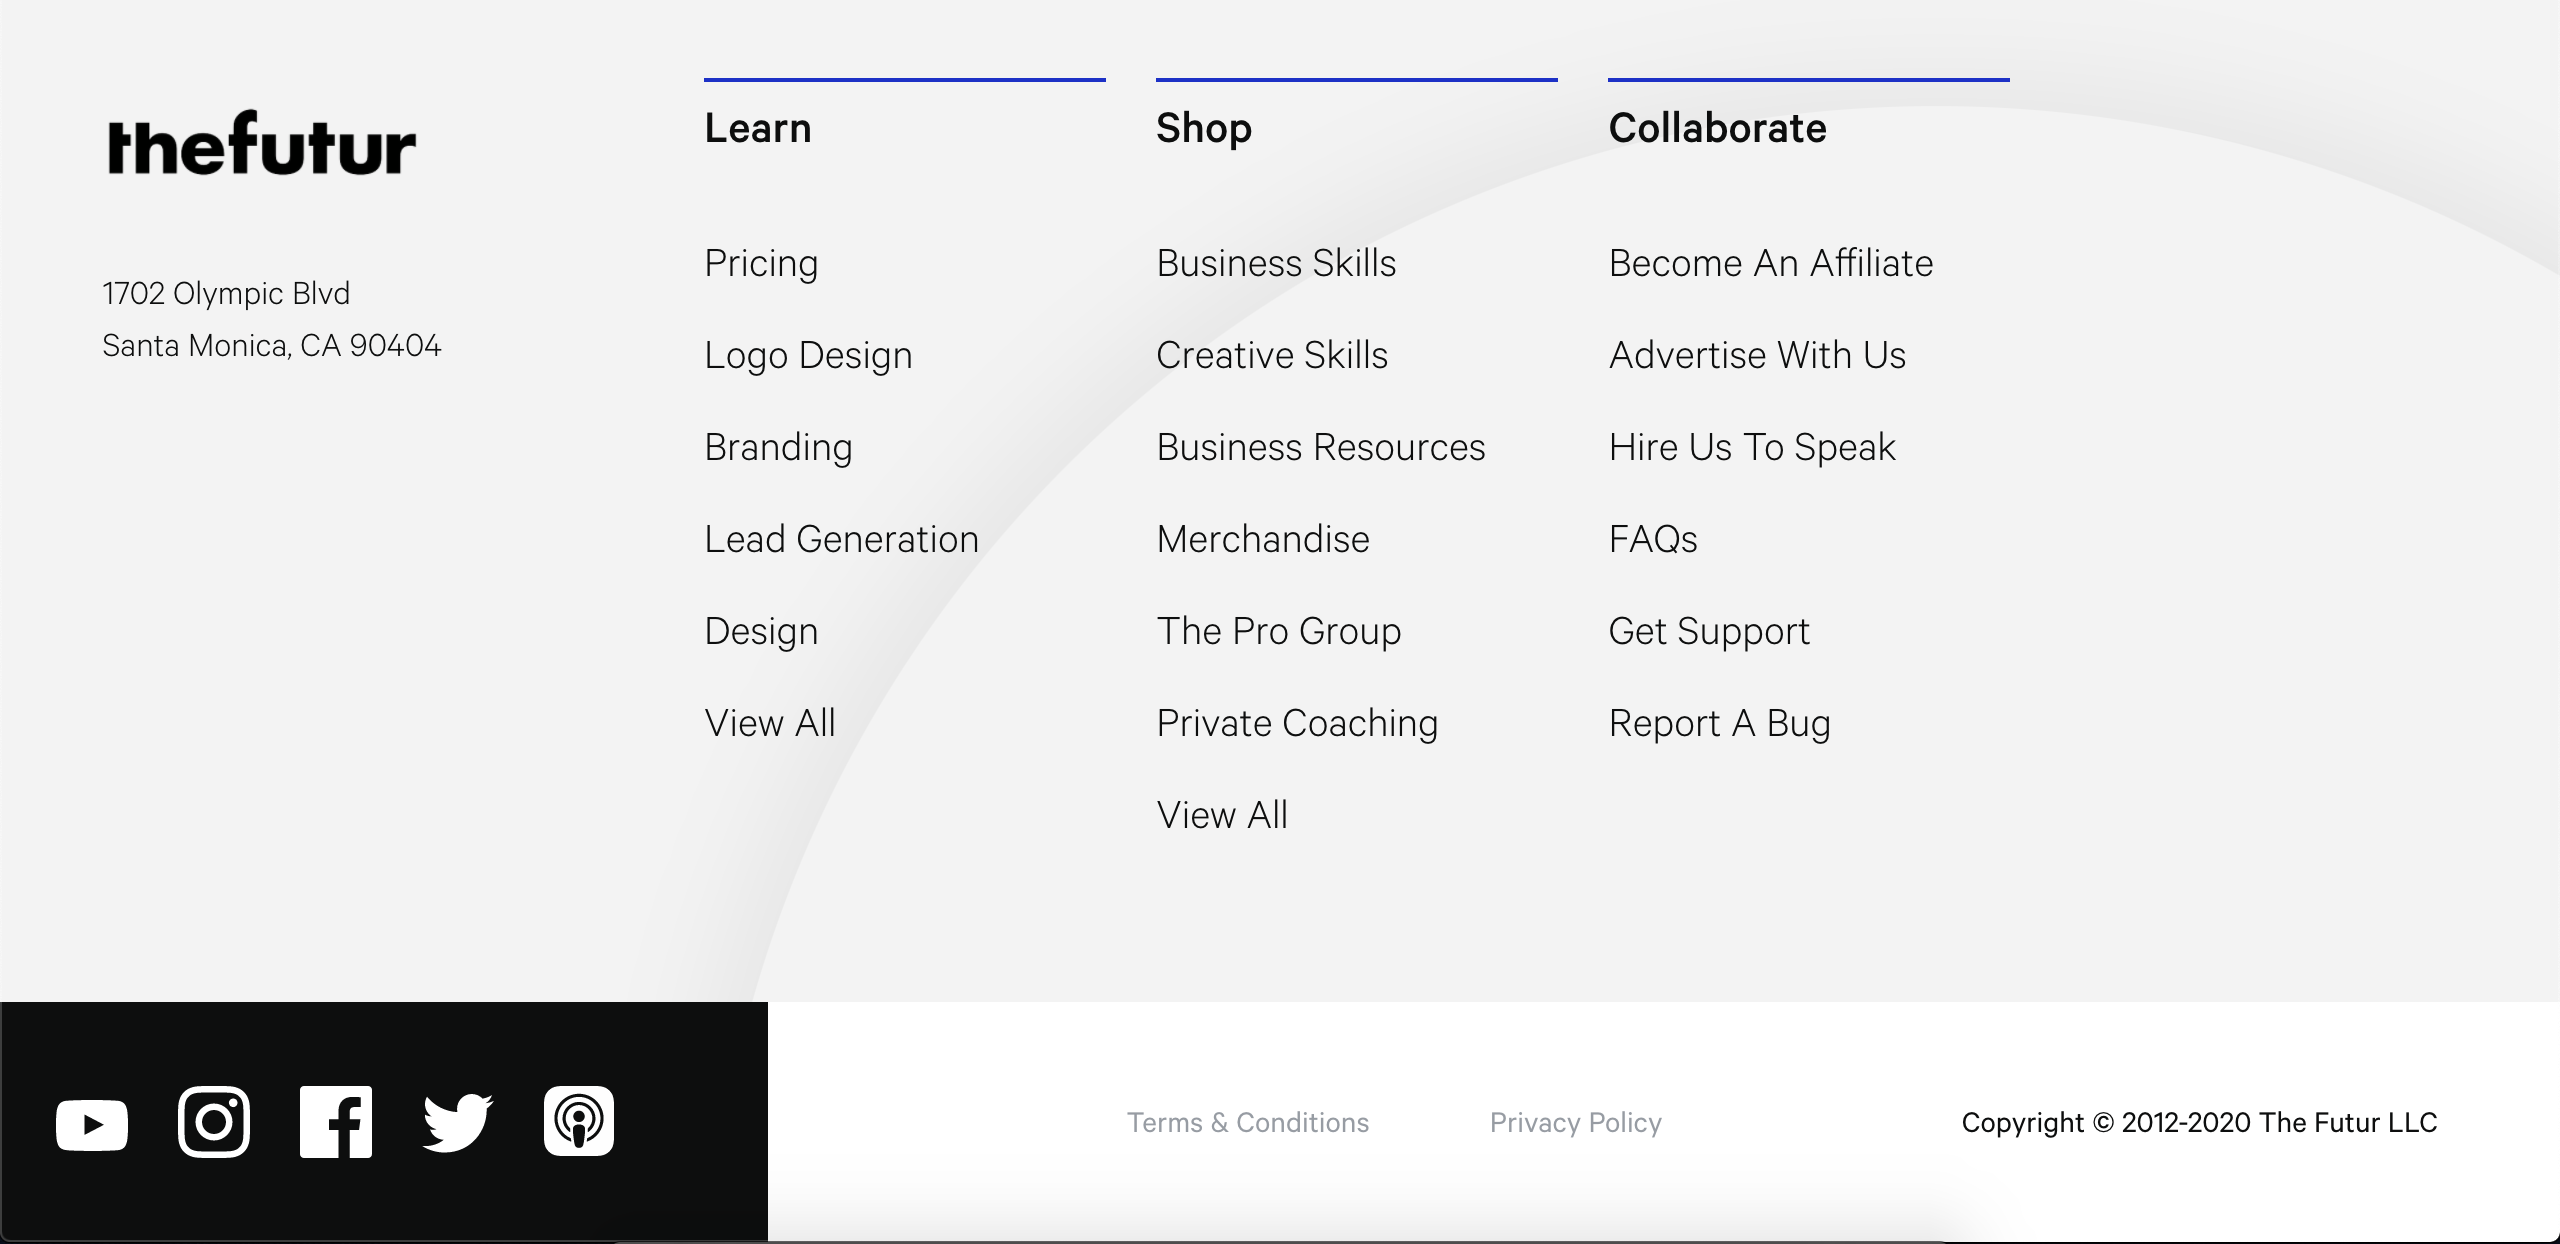 thefutur
1702 Olympic Blvd
Santa Monica, CA 90404
Learn
Pricing
Logo Design
Branding
Lead Generation
Design
View All
Shop
Business Skills
Creative Skills
Business Resources
Merchandise
The Pro Group
Private Coaching
View All
Collaborate
Become An Affiliate
Advertise With Us
Hire Us To Speak
FAQs
Get Support
Report A Bug
Terms & Conditions
Privacy Policy
Copyright © 2012-2020 The Futur LLC